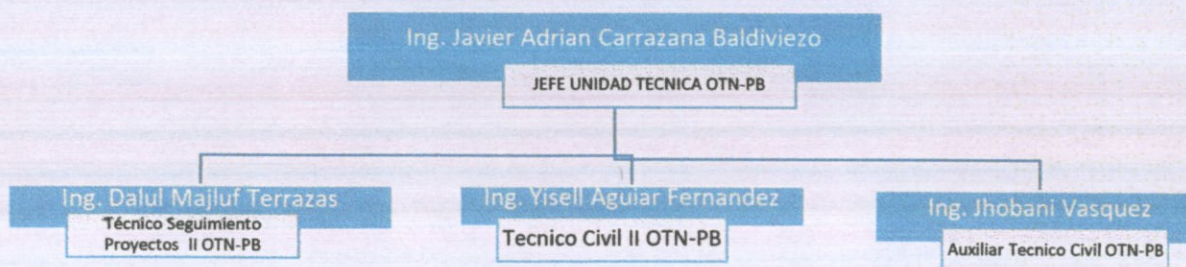 Ing. Javier Adrian Carrazana Baldiviezo
JEFE UNIDAD TECNICA OTN-PB
Ing. Dalul Majluf Terrazas
Técnico Seguimiento
Proyectos II OTN-PB
Ing. Yisell Aguiar Fernandez
Tecnico Civil II OTN-PB
Ing. Jhobani Vasquez
Auxiliar Tecnico Civil OTN-PB